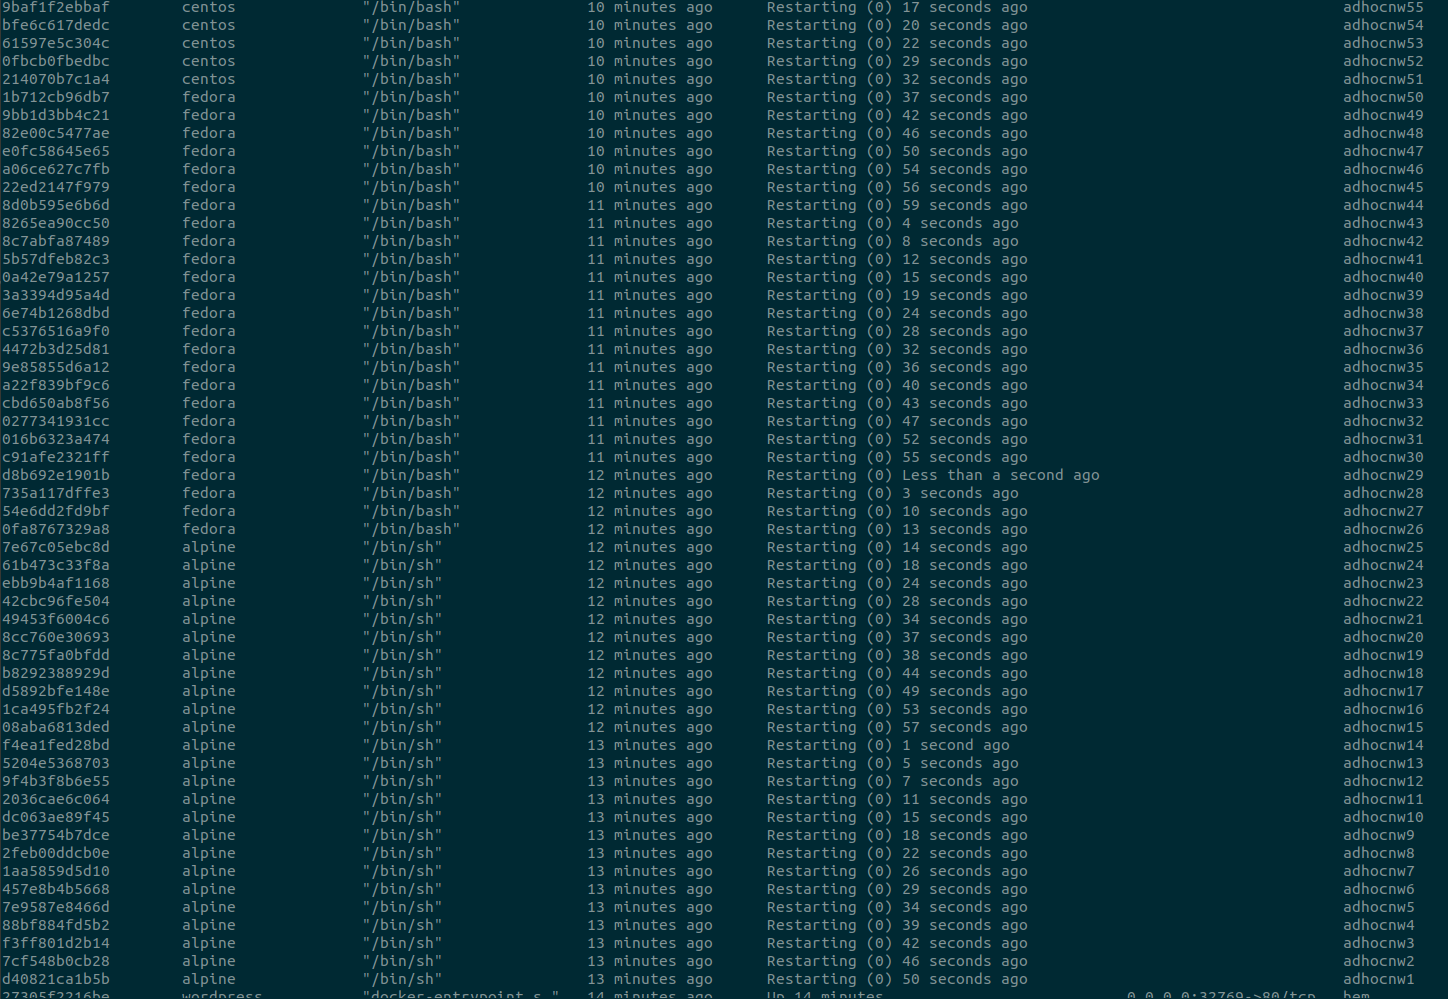 9baf1f2ebbaf centos "/bin/bash" 10 minutes ago Restarting (0) 17 seconds ago adhocnw55
bfe6c617dedc centos "/bin/bash" 10 minutes ago Restarting (0) 20 seconds ago adhocnw54
61597e5c304c centos "/bin/bash" 10 minutes ago Restarting (0) 22 seconds ago adhocnw53
0fbcb0fbedbc centos "/bin/bash" 10 minutes ago Restarting (0) 29 seconds ago adhocnw52
214070b7c1a4 centos "/bin/bash" 10 minutes ago Restarting (0) 32 seconds ago adhocnw51
1b712cb96db7 fedora "/bin/bash" 10 minutes ago Restarting (0) 37 seconds ago adhocnw50
9bb1d3bb4c21 fedora "/bin/bash" 10 minutes ago Restarting (0) 42 seconds ago adhocnw49
82e00c5477ae fedora "/bin/bash" 10 minutes ago Restarting (0) 46 seconds ago adhocnw48
e0fc58645e65 fedora "/bin/bash" 10 minutes ago Restarting (0) 50 seconds ago adhocnw47
a06ce627c7fb fedora "/bin/bash" 10 minutes ago Restarting (0) 54 seconds ago adhocnw46
22ed2147f979 fedora "/bin/bash" 10 minutes ago Restarting (0) 56 seconds ago adhocnw45
8d0b595e6b6d fedora "/bin/bash" 11 minutes ago Restarting (0) 59 seconds ago adhocnw44
8265ea90cc50 fedora "/bin/bash" 11 minutes ago Restarting (0) 4 seconds ago adhocnw43
8c7abfa87489 fedora "/bin/bash" 11 minutes ago Restarting (0) 8 seconds ago adhocnw42
5b57dfeb82c3 fedora "/bin/bash" 11 minutes ago Restarting (0) 12 seconds ago adhocnw41
0a42e79a1257 fedora "/bin/bash" 11 minutes ago Restarting (0) 15 seconds ago adhocnw40
3a3394d95a4d fedora "/bin/bash" 11 minutes ago Restarting (0) 19 seconds ago adhocnw39
6e74b1268dbd fedora "/bin/bash" 11 minutes ago Restarting (0) 24 seconds ago adhocnw38
c5376516a9f0 fedora "/bin/bash" 11 minutes ago Restarting (0) 28 seconds ago adhocnw37
4472b3d25d81 fedora "/bin/bash" 11 minutes ago Restarting (0) 32 seconds ago adhocnw36
9e85855d6a12 fedora "/bin/bash" 11 minutes ago Restarting (0) 36 seconds ago adhocnw35
a22f839bf9c6 fedora "/bin/bash" 11 minutes ago Restarting (0) 40 seconds ago adhocnw34
cbd650ab8f56 fedora "/bin/bash" 11 minutes ago Restarting (0) 43 seconds ago adhocnw33
0277341931cc fedora "/bin/bash" 11 minutes ago Restarting (0) 47 seconds ago adhocnw32
016b6323a474 fedora "/bin/bash" 11 minutes ago Restarting (0) 52 seconds ago adhocnw31
c91afe2321ff fedora "/bin/bash" 11 minutes ago Restarting (0) 55 seconds ago adhocnw30
d8b692e1901b fedora "/bin/bash" 12 minutes ago Restarting (0) Less than a second ago adhocnw29
735a117dffe3 fedora "/bin/bash" 12 minutes ago Restarting (0) 3 seconds ago adhocnw28
54e6dd2fd9bf fedora "/bin/bash" 12 minutes ago Restarting (0) 10 seconds ago adhocnw27
0fa8767329a8 fedora "/bin/bash" 12 minutes ago Restarting (0) 13 seconds ago adhocnw26
7e67c05ebc8d alpine "/bin/sh" 12 minutes ago Restarting (0) 14 seconds ago adhocnw25
61b473c33f8a alpine "/bin/sh" 12 minutes ago Restarting (0) 18 seconds ago adhocnw24
ebb9b4af1168 alpine "/bin/sh" 12 minutes ago Restarting (0) 24 seconds ago adhocnw23
42cbc96fe504 alpine "/bin/sh" 12 minutes ago Restarting (0) 28 seconds ago adhocnw22
49453f6004c6 alpine "/bin/sh" 12 minutes ago Restarting (0) 34 seconds ago adhocnw21
8cc760e30693 alpine "/bin/sh" 12 minutes ago Restarting (0) 37 seconds ago adhocnw20
8c775fa0bfdd alpine "/bin/sh" 12 minutes ago Restarting (0) 38 seconds ago adhocnw19
b8292388929d alpine "/bin/sh" 12 minutes ago Restarting (0) 44 seconds ago adhocnw18
d5892bfe148e alpine "/bin/sh" 12 minutes ago Restarting (0) 49 seconds ago adhocnw17
1ca495fb2f24 alpine "/bin/sh" 12 minutes ago Restarting (0) 53 seconds ago adhocnw16
08aba6813ded alpine "/bin/sh" 12 minutes ago Restarting (0) 57 seconds ago adhocnw15
f4ea1fed28bd alpine "/bin/sh" 13 minutes ago Restarting (0) 1 second ago adhocnw14
5204e5368703 alpine "/bin/sh" 13 minutes ago Restarting (0) 5 seconds ago adhocnw13
9f4b3f8b6e55 alpine "/bin/sh" 13 minutes ago Restarting (0) 7 seconds ago adhocnw12
2036cae6c064 alpine "/bin/sh" 13 minutes ago Restarting (0) 11 seconds ago adhocnw11
dc063ae89f45 alpine "/bin/sh" 13 minutes ago Restarting (0) 15 seconds ago adhocnw10
be37754b7dce alpine "/bin/sh" 13 minutes ago Restarting (0) 18 seconds ago adhocnw9
2feb00ddcb0e alpine "/bin/sh" 13 minutes ago Restarting (0) 22 seconds ago adhocnw8
1aa5859d5d10 alpine "/bin/sh" 13 minutes ago Restarting (0) 26 seconds ago adhocnw7
457e8b4b5668 alpine "/bin/sh" 13 minutes ago Restarting (0) 29 seconds ago adhocnw6
7e9587e8466d alpine "/bin/sh" 13 minutes ago Restarting (0) 34 seconds ago adhocnw5
88bf884fd5b2 alpine "/bin/sh" 13 minutes ago Restarting (0) 39 seconds ago adhocnw4
f3ff801d2b14 alpine "/bin/sh" 13 minutes ago Restarting (0) 42 seconds ago adhocnw3
7cf548b0cb28 alpine "/bin/sh" 13 minutes ago Restarting (0) 46 seconds ago adhocnw2
d40821ca1b5b alpine "/bin/sh" 13 minutes ago Restarting (0) 50 seconds ago adhocnw1
27305f2216be wordpress "docker-entrypoint.s…" 14 minutes ago Up 14 minutes 0.0.0.0:32769->80/tcp hem